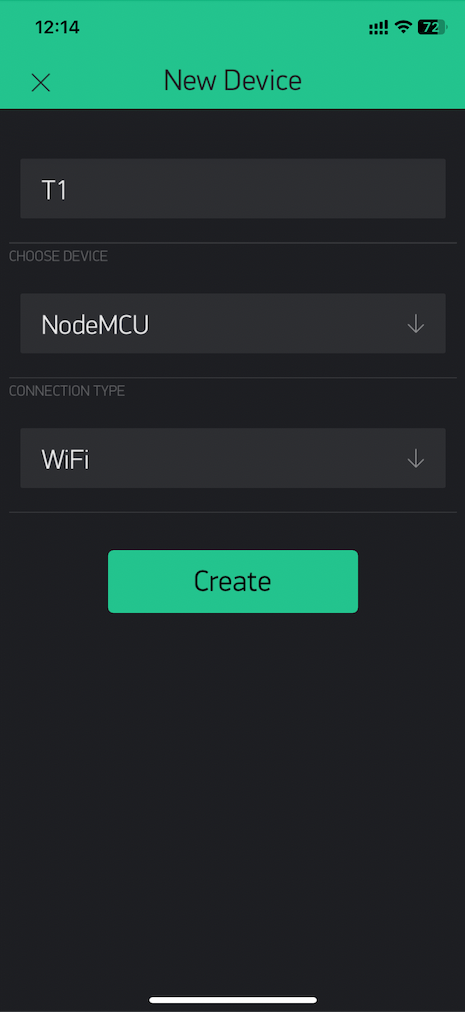 12:14
72
New Device
T1
CHOOSE DEVICE
NodeMCU
CONNECTION TYPE
WiFi
Create